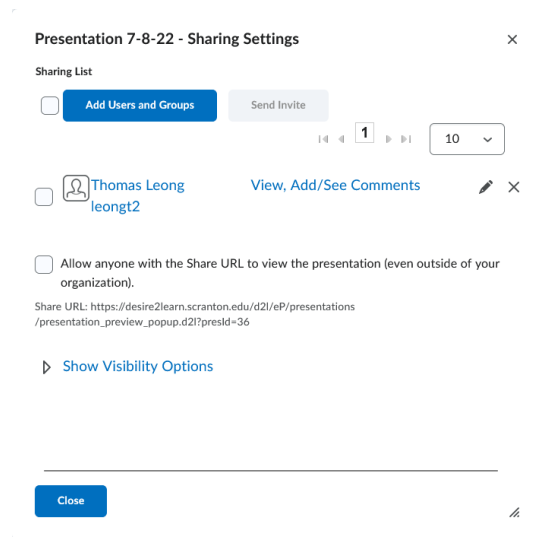 Presentation 7-8-22 - Sharing Settings
Sharing List
Add Users and Groups
Send Invite
1
10
Thomas Leong View, Add/See Comments
leongt2
Allow anyone with the Share URL to view the presentation (even outside of your
organization).
Share URL: https://desire2learn.scranton.edu/d2l/eP/presentations
/presentation_preview_popup.d2l?presId=36
Show Visibility Options
Close